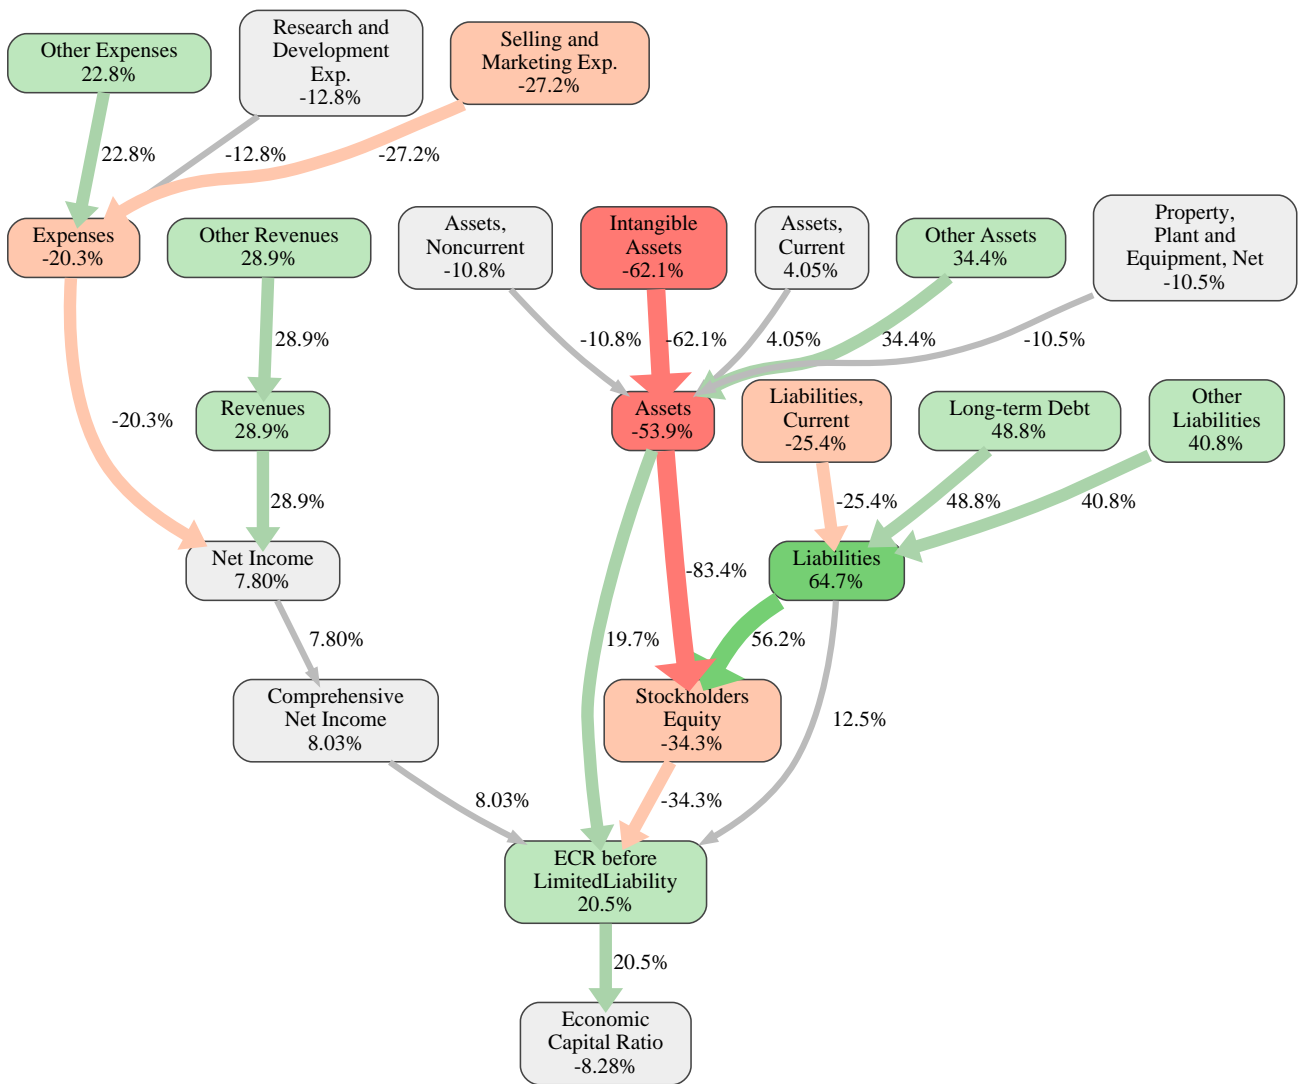 Other Expenses
22.8%
Research and
Development
Exp.
-12.8%
Selling and
Marketing Exp.
-27.2%
22.8%
-12.8%
-27.2%
Expenses
-20.3%
Other Revenues
28.9%
Assets,
Noncurrent
-10.8%
Intangible
Assets
-62.1%
Assets,
Current
4.05%
Other Assets
34.4%
Property,
Plant and
Equipment, Net
-10.5%
28.9%
-10.8%
-62.1%
4.05%
34.4%
-10.5%
-20.3%
Revenues
28.9%
Assets
-53.9%
Liabilities,
Current
-25.4%
Long-term Debt
48.8%
Other
Liabilities
40.8%
28.9%
-25.4%
48.8%
40.8%
Net Income
7.80%
-83.4%
Liabilities
64.7%
7.80%
19.7%
56.2%
Comprehensive
Net Income
8.03%
Stockholders
Equity
-34.3%
12.5%
8.03%
-34.3%
ECR before
LimitedLiability
20.5%
20.5%
Economic
Capital Ratio
-8.28%